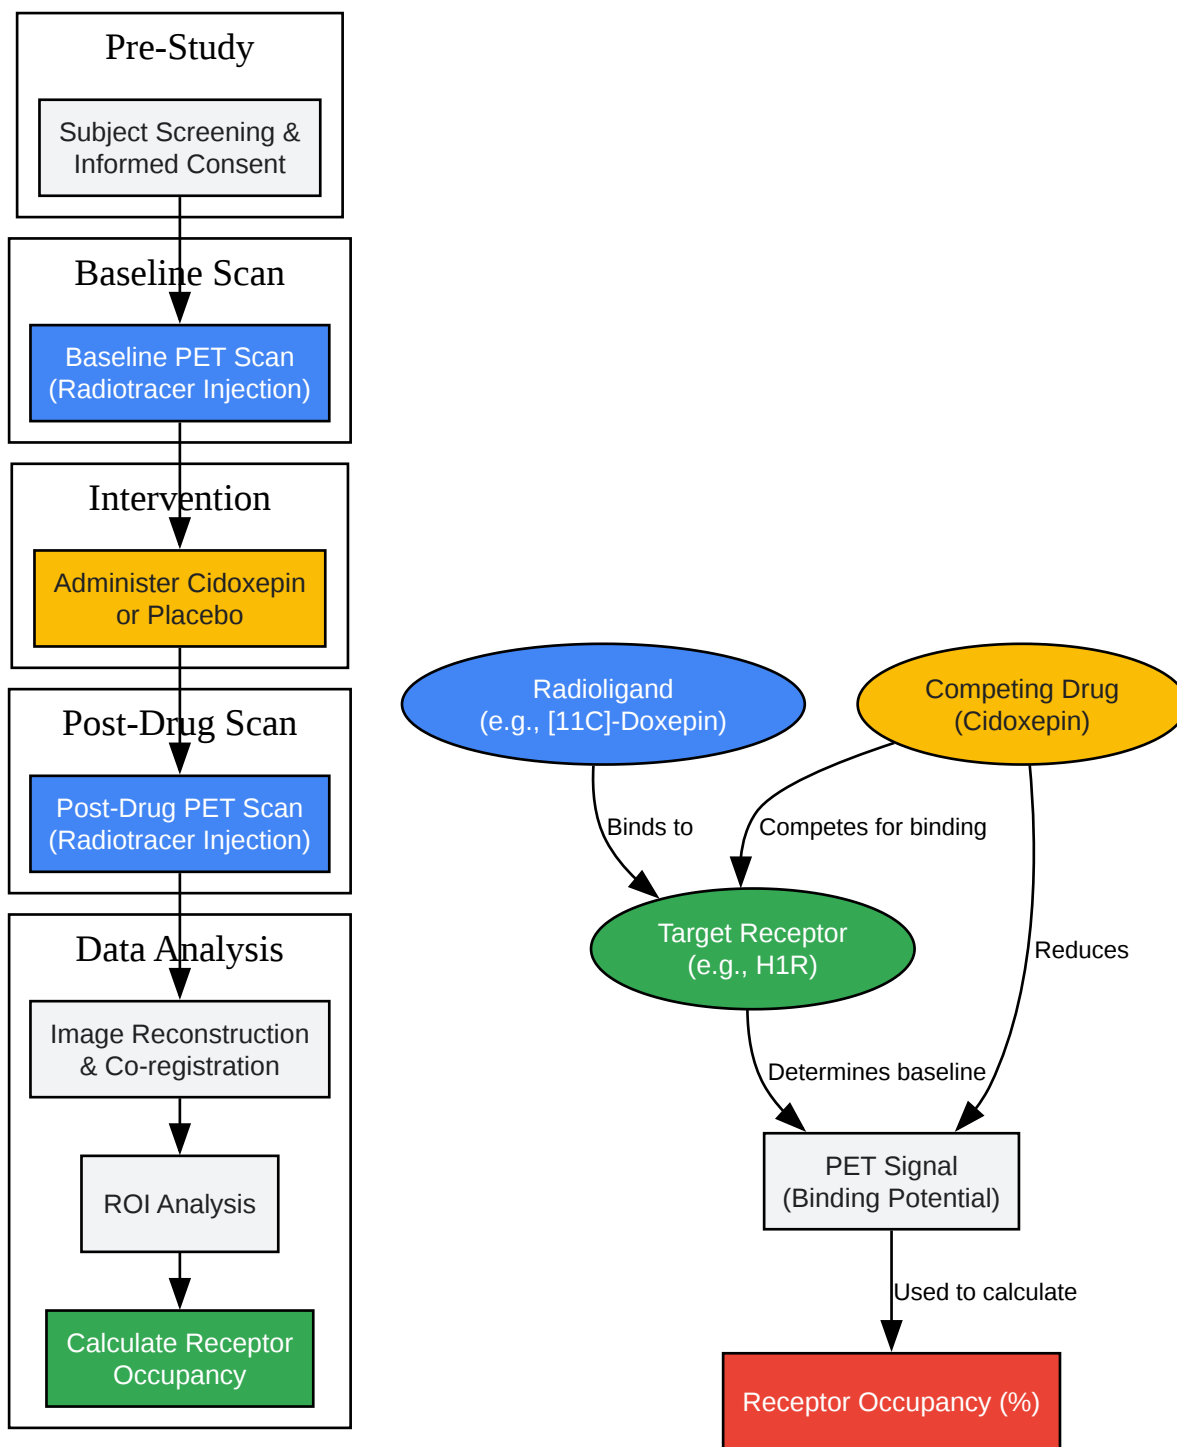 Pre-Study
Subject Screening &
Informed Consent
Baseline Scan
Baseline PET Scan
(Radiotracer Injection)
Intervention
Administer Cidoxepin
or Placebo
Post-Drug Scan
Post-Drug PET Scan
(Radiotracer Injection)
Data Analysis
Image Reconstruction
& Co-registration
ROI Analysis
Calculate Receptor
Occupancy
Radioligand
(e.g., [11C]-Doxepin)
Competing Drug
(Cidoxepin)
Binds to
Competes for binding
Target Receptor
(e.g., H1R)
Reduces
Determines baseline
PET Signal
(Binding Potential)
Used to calculate
Receptor Occupancy (%)